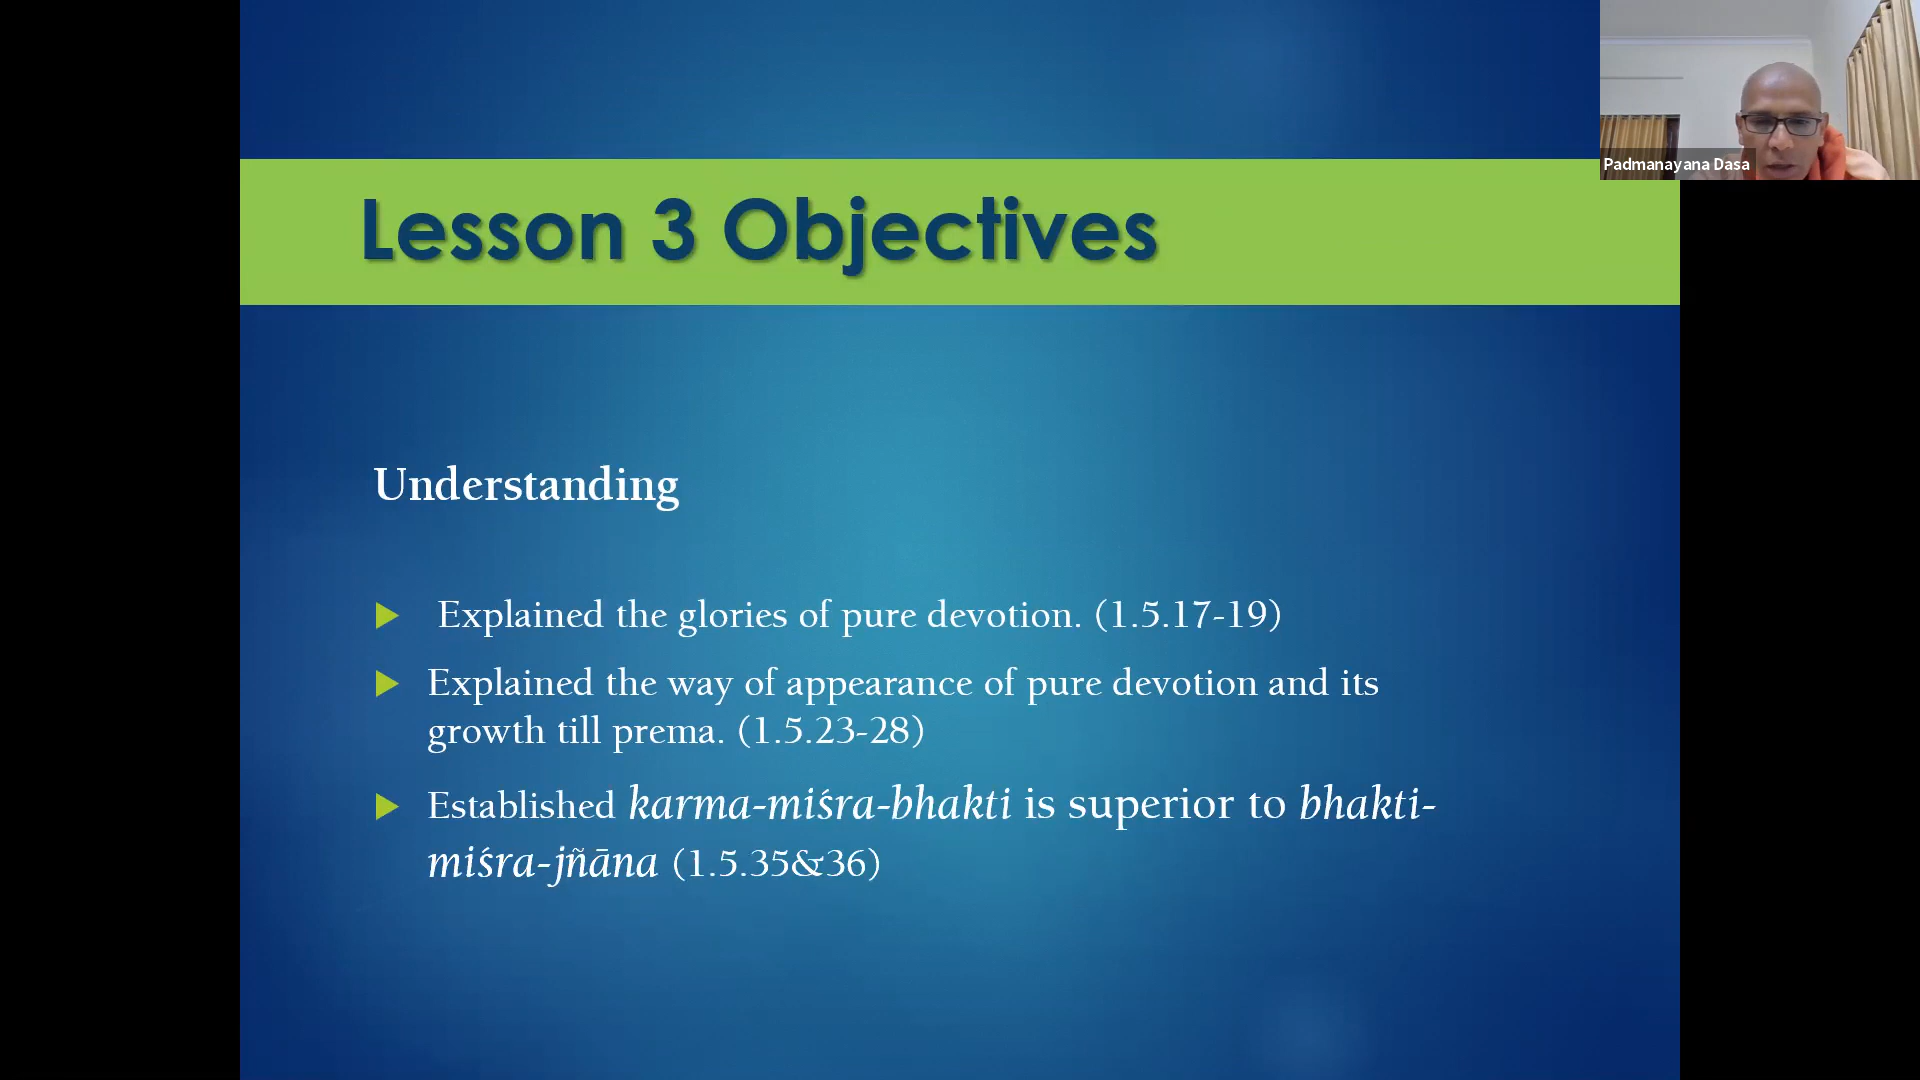 Padmanayana Dasa
Lesson 3 Objectives
Understanding
Explained the glories of pure devotion. (1.5.17-19)
Explained the way of appearance of pure devotion and its
growth till prema. (1.5.23-28)
Established karma-miśra-bhakti is superior to bhakti-
miśra-jñāna (1.5.35&36)